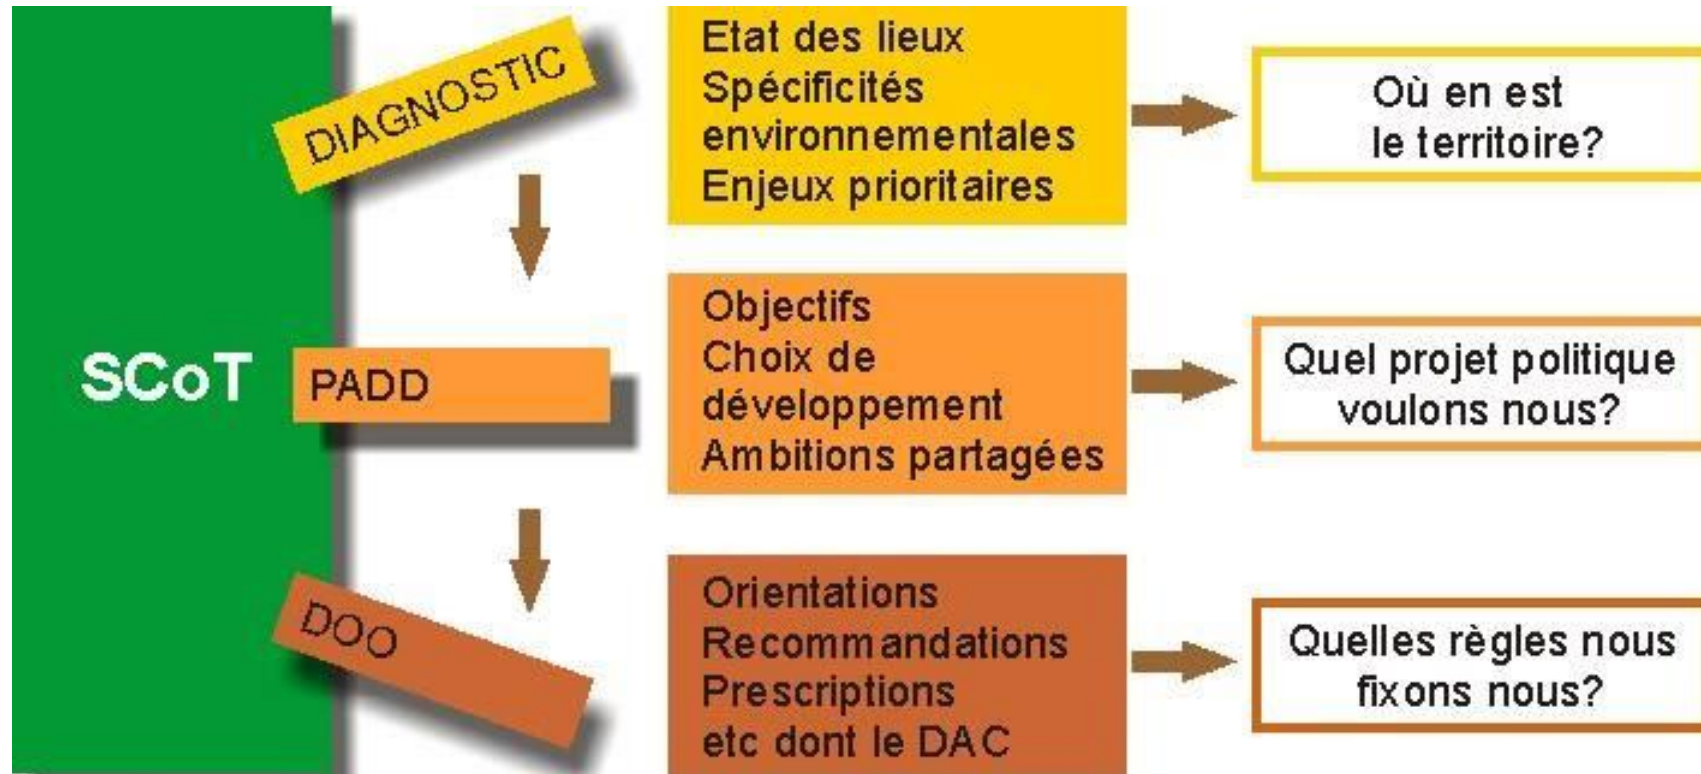 SCoT
DIAGNOSTIC
Etat des lieux
Spécificités
environnementales
Enjeux prioritaires
Où en est
le territoire?
PADD
Objectifs
Choix de
développement
Ambitions partagées
Quel projet politique
voulons nous?
DOO
Orientations
Recommandations
Prescriptions
etc dont le DAC
Quelles règles nous
fixons nous?